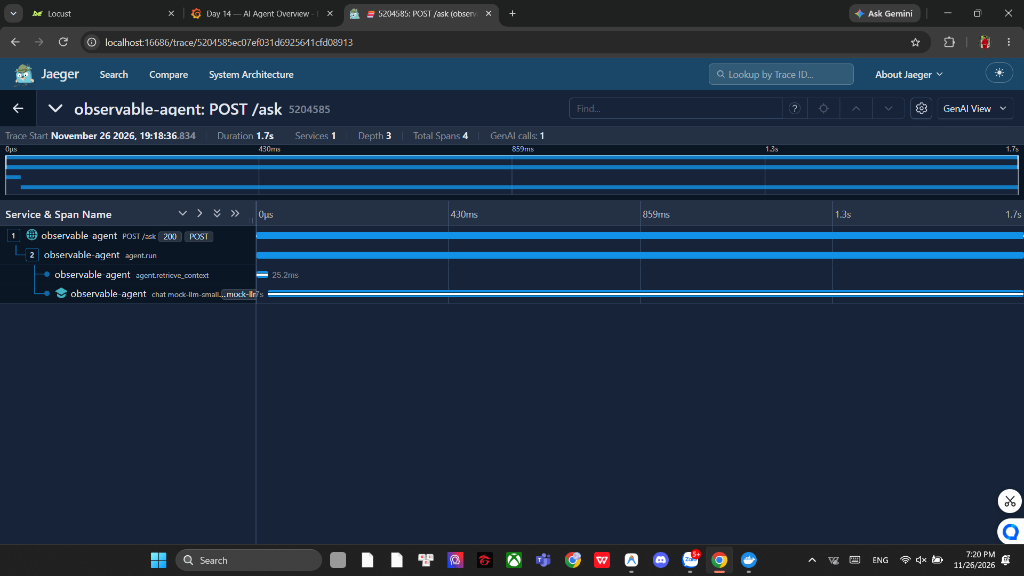 Locust
Day 14 — AI Agent Overview -
5204585: POST /ask (obser
Ask Gemini
localhost:16686/trace/5204585ec07ef031d6925641cfd08913
Jaeger
Search
Compare
System Architecture
Lookup by Trace ID...
About Jaeger
observable-agent: POST /ask 5204585
Find...
?
GenAI View
Trace Start November 26 2026, 19:18:36.834
Duration 1.7s
Services 1
Depth 3
Total Spans 4
GenAI calls: 1
0μs 430ms 859ms 1.3s 1.7s
Service & Span Name
0μs 430ms 859ms 1.3s 1.7s
1 observable-agent POST /ask 200 POST
2 observable-agent agent.run
observable-agent agent.retrieve_context 25.2ms
observable-agent chat mock-llm-small...
Search
5+
ENG
7:20 PM
11/26/2026